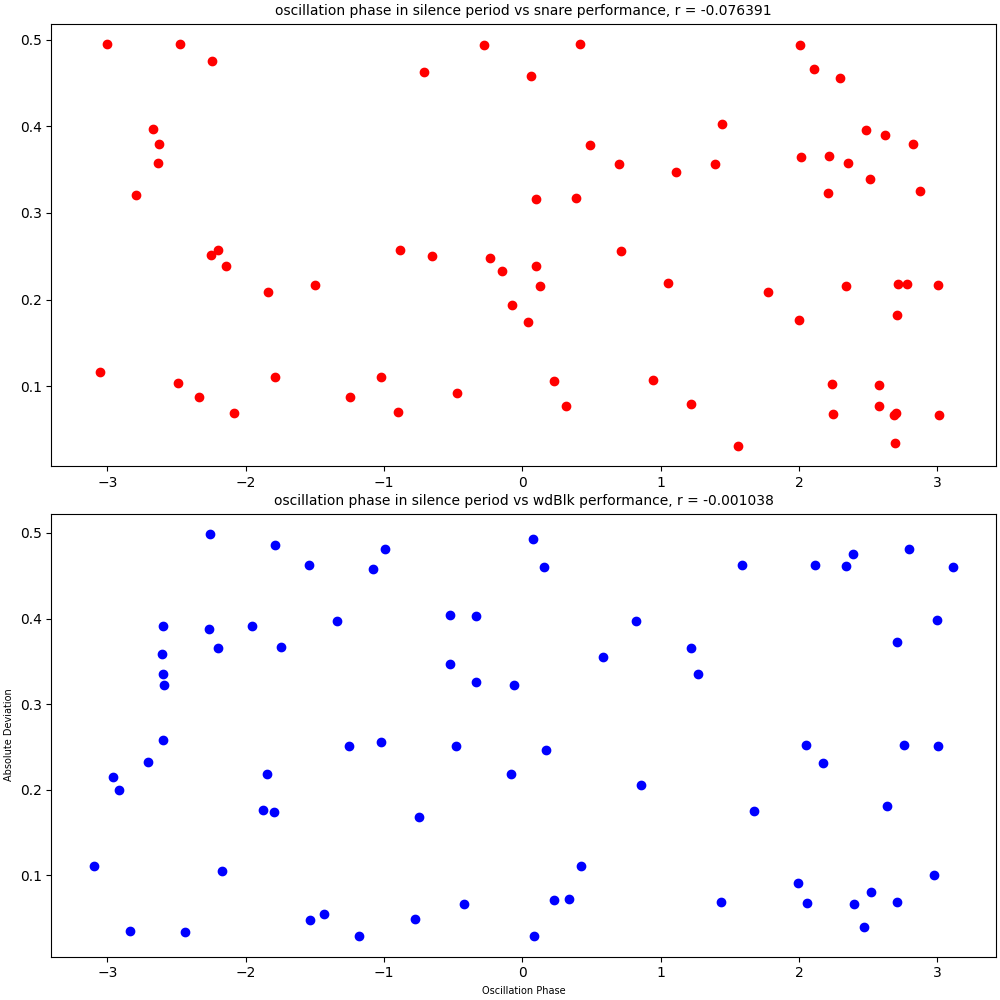 oscillation phase in silence period vs snare performance, r = -0.076391
0.5
0.4
0.3
0.2
0.1
−3 −2 −1 0 1 2 3
oscillation phase in silence period vs wdBlk performance, r = -0.001038
Absolute Deviation
0.5
0.4
0.3
0.2
0.1
−3 −2 −1 0 1 2 3
Oscillation Phase